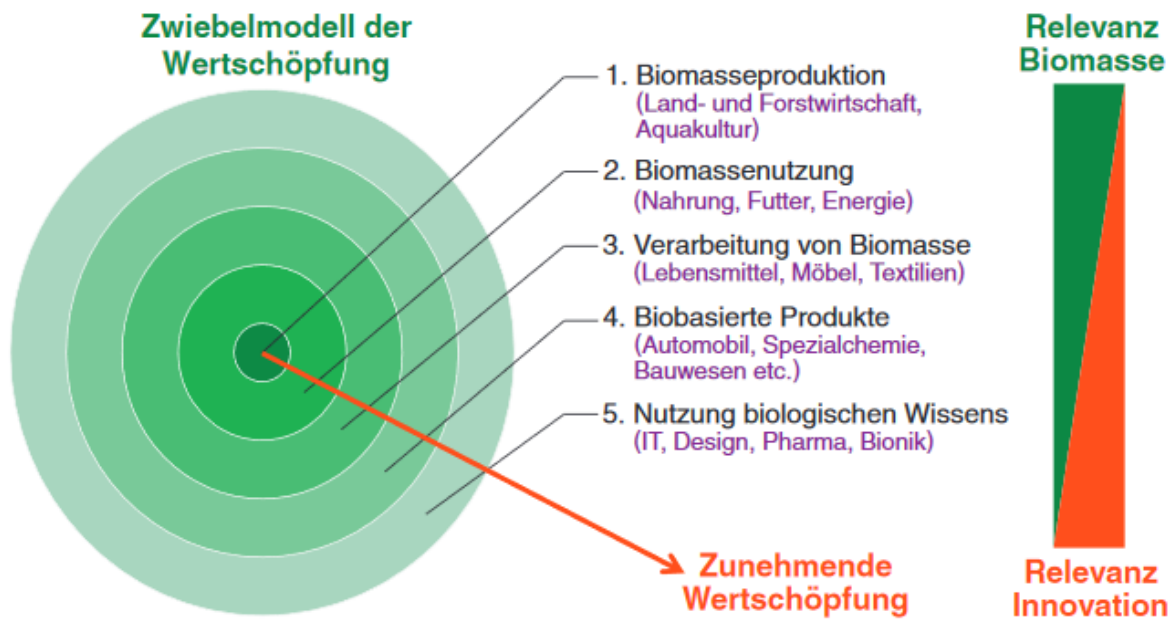 Zwiebelmodell der
Wertschöpfung
1. Biomasseproduktion
(Land- und Forstwirtschaft,
Aquakultur)
2. Biomassenutzung
(Nahrung, Futter, Energie)
3. Verarbeitung von Biomasse
(Lebensmittel, Möbel, Textilien)
4. Biobasierte Produkte
(Automobil, Spezialchemie,
Bauwesen etc.)
5. Nutzung biologischen Wissens
(IT, Design, Pharma, Bionik)
Zunehmende
Wertschöpfung
Relevanz
Biomasse
Relevanz
Innovation